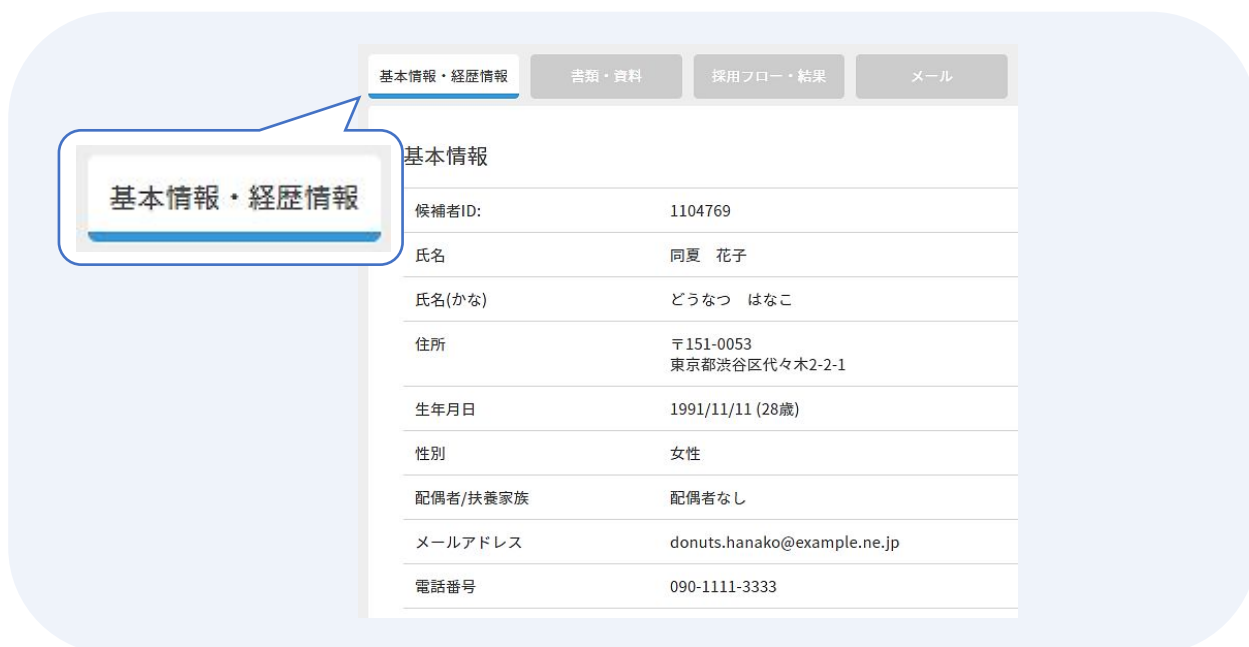 基本情報・経歴情報 書類・資料 採用フロー・結果 メール
基本情報・経歴情報
基本情報
候補者ID: 1104769
氏名 同夏 花子
氏名(かな) どうなつ はなこ
住所 〒151-0053
東京都渋谷区代々木2-2-1
生年月日 1991/11/11 (28歳)
性別 女性
配偶者/扶養家族 配偶者なし
メールアドレス donuts.hanako@example.ne.jp
電話番号 090-1111-3333